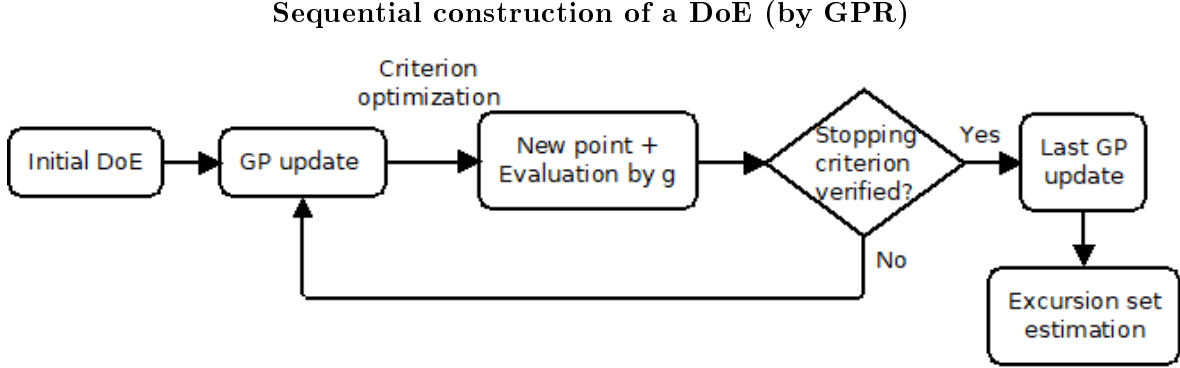 Sequential construction of a DoE (by GPR)
Criterion
optimization
Initial DoE
GP update
New point +
Evaluation by g
Stopping
criterion
verified?
Yes
Last GP
update
No
Excursion set
estimation